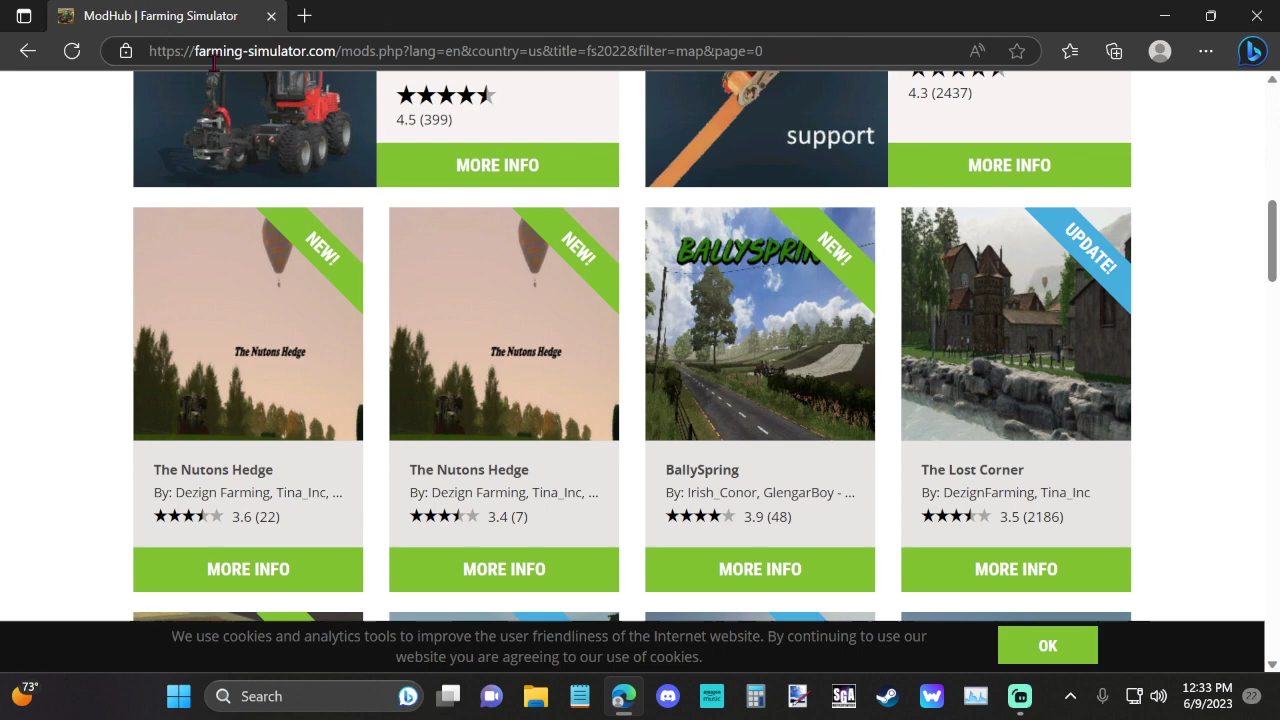 ModHub | Farming Simulator
https://farming-simulator.com/mods.php?lang=en&country=us&title=fs2022&filter=map&page=0
4.5 (399)
MORE INFO
support
4.3 (2437)
MORE INFO
NEW!
The Nutons Hedge
The Nutons Hedge
By: Dezign Farming, Tina_Inc, ...
3.6 (22)
MORE INFO
NEW!
The Nutons Hedge
The Nutons Hedge
By: Dezign Farming, Tina_Inc, ...
3.4 (7)
MORE INFO
NEW!
BallySpring
By: Irish_Conor, GlengarBoy - ...
3.9 (48)
MORE INFO
UPDATE!
The Lost Corner
By: DezignFarming, Tina_Inc
3.5 (2186)
MORE INFO
We use cookies and analytics tools to improve the user friendliness of the Internet website. By continuing to use our
website you are agreeing to our use of cookies.
OK
73°
Search
amazon music
SGA
12:33 PM
6/9/2023
22